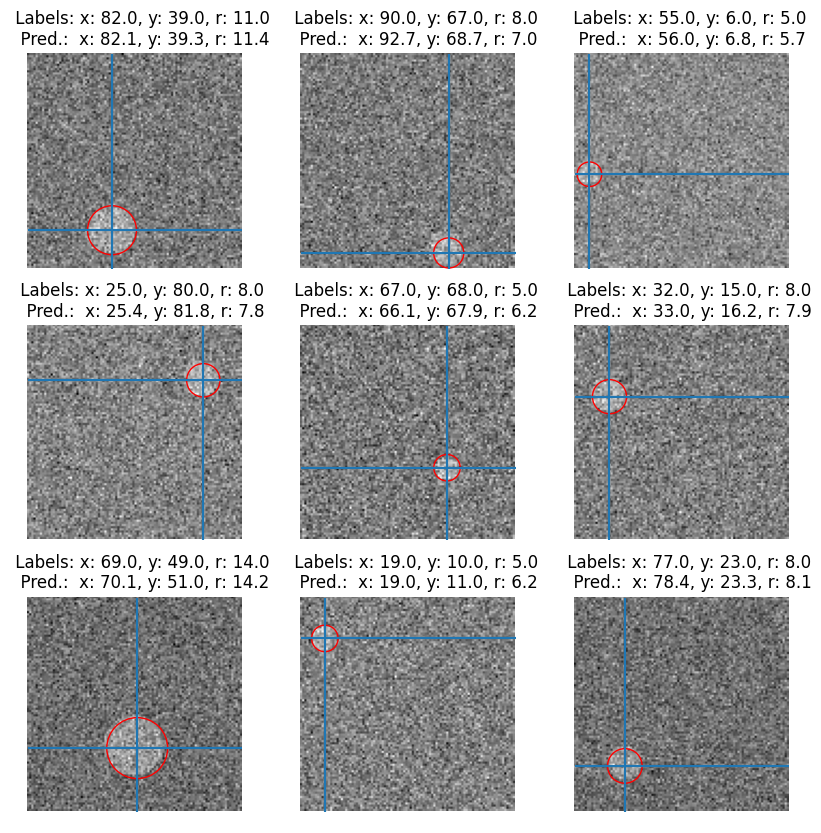 Labels: x: 82.0, y: 39.0, r: 11.0
Pred.: x: 82.1, y: 39.3, r: 11.4
Labels: x: 90.0, y: 67.0, r: 8.0
Pred.: x: 92.7, y: 68.7, r: 7.0
Labels: x: 55.0, y: 6.0, r: 5.0
Pred.: x: 56.0, y: 6.8, r: 5.7
Labels: x: 25.0, y: 80.0, r: 8.0
Pred.: x: 25.4, y: 81.8, r: 7.8
Labels: x: 67.0, y: 68.0, r: 5.0
Pred.: x: 66.1, y: 67.9, r: 6.2
Labels: x: 32.0, y: 15.0, r: 8.0
Pred.: x: 33.0, y: 16.2, r: 7.9
Labels: x: 69.0, y: 49.0, r: 14.0
Pred.: x: 70.1, y: 51.0, r: 14.2
Labels: x: 19.0, y: 10.0, r: 5.0
Pred.: x: 19.0, y: 11.0, r: 6.2
Labels: x: 77.0, y: 23.0, r: 8.0
Pred.: x: 78.4, y: 23.3, r: 8.1